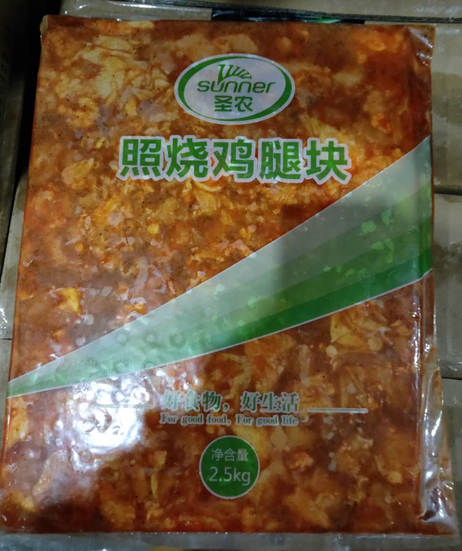 sunner
圣农
照烧鸡腿块
好食物，好生活
For good food, For good life
净含量
2.5kg